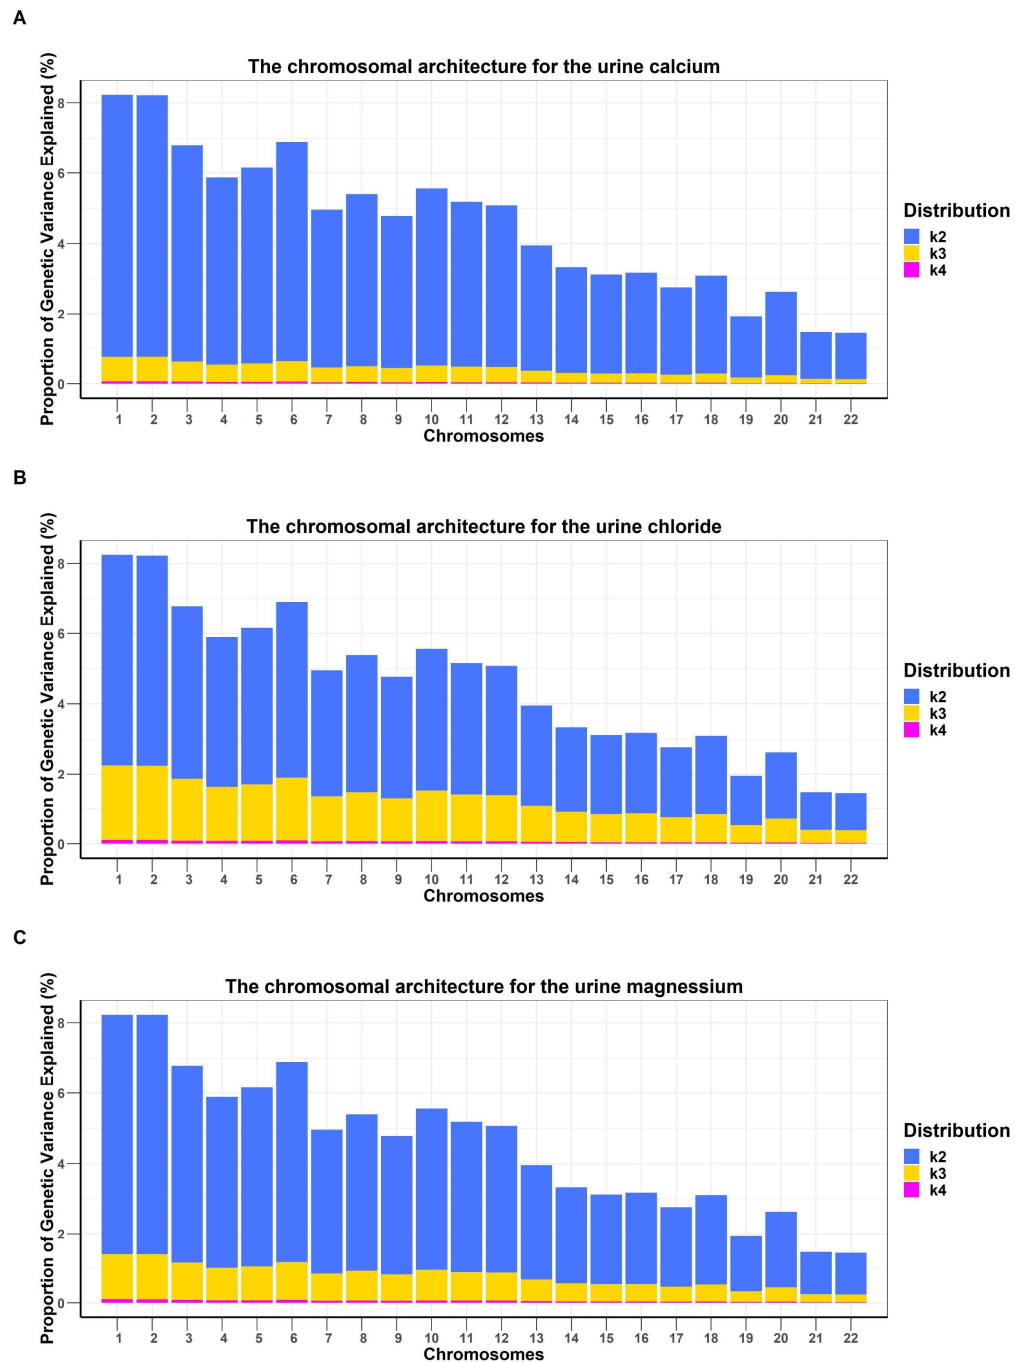 A
The chromosomal architecture for the urine calcium
Proportion of Genetic Variance Explained (%)
8
6
4
2
0
1 2 3 4 5 6 7 8 9 10 11 12 13 14 15 16 17 18 19 20 21 22
Chromosomes
Distribution
k2
k3
k4
B
The chromosomal architecture for the urine chloride
Proportion of Genetic Variance Explained (%)
8
6
4
2
0
1 2 3 4 5 6 7 8 9 10 11 12 13 14 15 16 17 18 19 20 21 22
Chromosomes
Distribution
k2
k3
k4
C
The chromosomal architecture for the urine magnessium
Proportion of Genetic Variance Explained (%)
8
6
4
2
0
1 2 3 4 5 6 7 8 9 10 11 12 13 14 15 16 17 18 19 20 21 22
Chromosomes
Distribution
k2
k3
k4